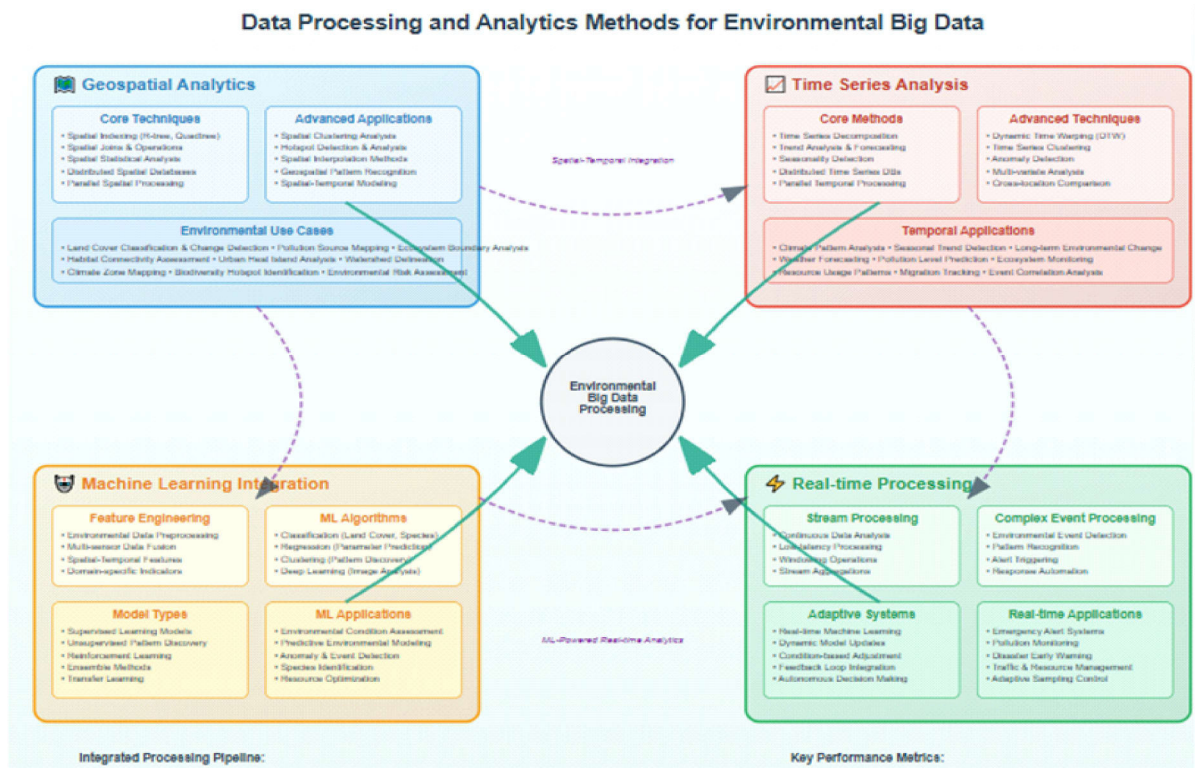 Data Processing and Analytics Methods for Environmental Big Data
Geospatial Analytics
Core Techniques
• Spatial Indexing (R-tree, Quadtree)
• Spatial Joins & Operations
• Spatial Statistical Analysis
• Distributed Spatial Databases
• Parallel Spatial Processing
Advanced Applications
• Spatial Clustering Analysis
• Hotspot Detection & Analysis
• Spatial Interpolation Methods
• Geospatial Pattern Recognition
• Spatial-Temporal Modeling
Environmental Use Cases
• Land Cover Classification & Change Detection • Pollution Source Mapping • Ecosystem Boundary Analysis
• Habitat Connectivity Assessment • Urban Heat Island Analysis • Watershed Delineation
• Climate Zone Mapping • Biodiversity Hotspot Identification • Environmental Risk Assessment
Spatial-Temporal Integration
Time Series Analysis
Core Methods
• Time Series Decomposition
• Trend Analysis & Forecasting
• Seasonality Detection
• Distributed Time Series DBs
• Parallel Temporal Processing
Advanced Techniques
• Dynamic Time Warping (DTW)
• Time Series Clustering
• Anomaly Detection
• Multi-variate Analysis
• Cross-location Comparison
Temporal Applications
• Climate Pattern Analysis • Seasonal Trend Detection • Long-term Environmental Change
• Weather Forecasting • Pollution Level Prediction • Ecosystem Monitoring
• Resource Usage Patterns • Migration Tracking • Event Correlation Analysis
Environmental
Big Data
Processing
Machine Learning Integration
Feature Engineering
• Environmental Data Preprocessing
• Multi-sensor Data Fusion
• Spatial-Temporal Features
• Domain-specific Indicators
ML Algorithms
• Classification (Land Cover, Species)
• Regression (Parameter Prediction)
• Clustering (Pattern Discovery)
• Deep Learning (Image Analysis)
Model Types
• Supervised Learning Models
• Unsupervised Pattern Discovery
• Reinforcement Learning
• Ensemble Methods
• Transfer Learning
ML Applications
• Environmental Condition Assessment
• Predictive Environmental Modeling
• Anomaly & Event Detection
• Species Identification
• Resource Optimization
ML-Powered Real-time Analytics
Real-time Processing
Stream Processing
• Continuous Data Analysis
• Low-latency Processing
• Windowing Operations
• Stream Aggregations
Complex Event Processing
• Environmental Event Detection
• Pattern Recognition
• Alert Triggering
• Response Automation
Adaptive Systems
• Real-time Machine Learning
• Dynamic Model Updates
• Condition-based Adjustment
• Feedback Loop Integration
• Autonomous Decision Making
Real-time Applications
• Emergency Alert Systems
• Pollution Monitoring
• Disaster Early Warning
• Traffic & Resource Management
• Adaptive Sampling Control
Integrated Processing Pipeline:
Key Performance Metrics: